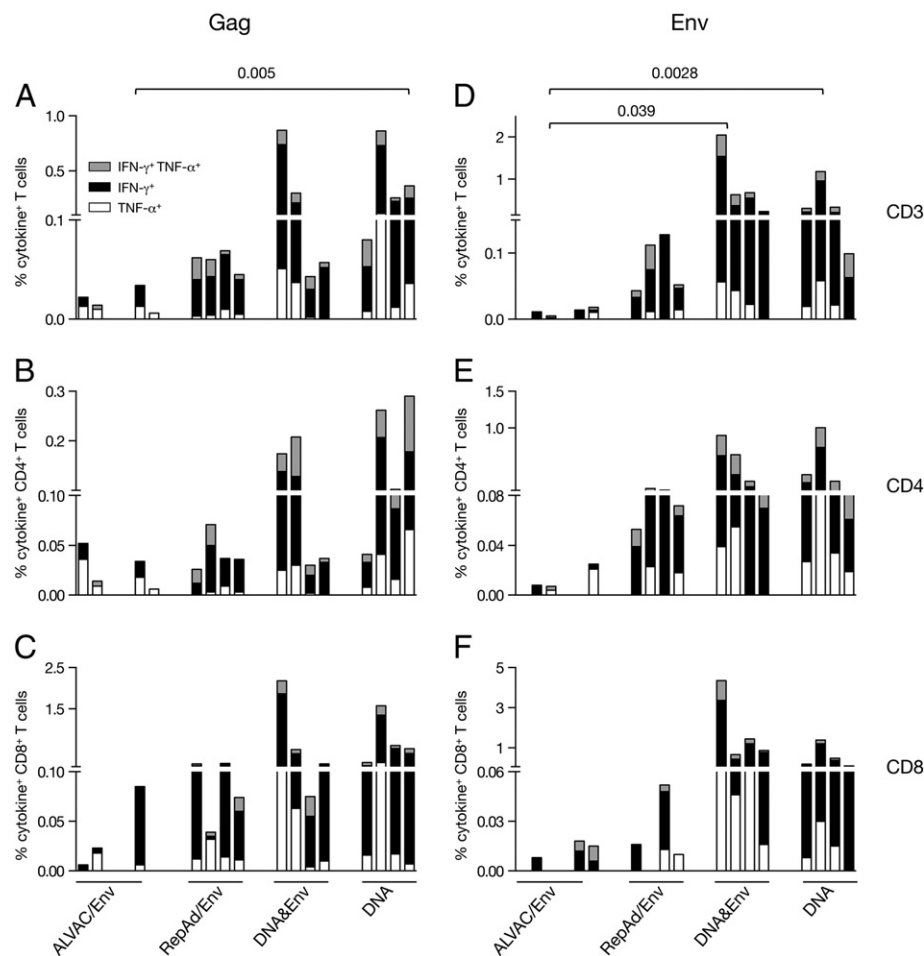 Gag
Env
0.005
0.0028
0.039
A
% cytokine⁺ T cells
1.0
0.5
0.1
0.0
IFN-γ⁺ TNF-α⁺
IFN-γ⁺
TNF-α⁺
D
% cytokine⁺ T cells
2
1
0.1
0.0
CD3
B
% cytokine⁺ CD4⁺ T cells
0.3
0.2
0.10
0.05
0.00
E
% cytokine⁺ CD4⁺ T cells
1.5
1.0
0.5
0.08
0.04
0.00
CD4
C
% cytokine⁺ CD8⁺ T cells
2.5
1.5
0.10
0.05
0.00
F
% cytokine⁺ CD8⁺ T cells
5
3
1
0.06
0.03
0.00
CD8
ALVAC/Env
RepAd/Env
DNA&Env
DNA
ALVAC/Env
RepAd/Env
DNA&Env
DNA